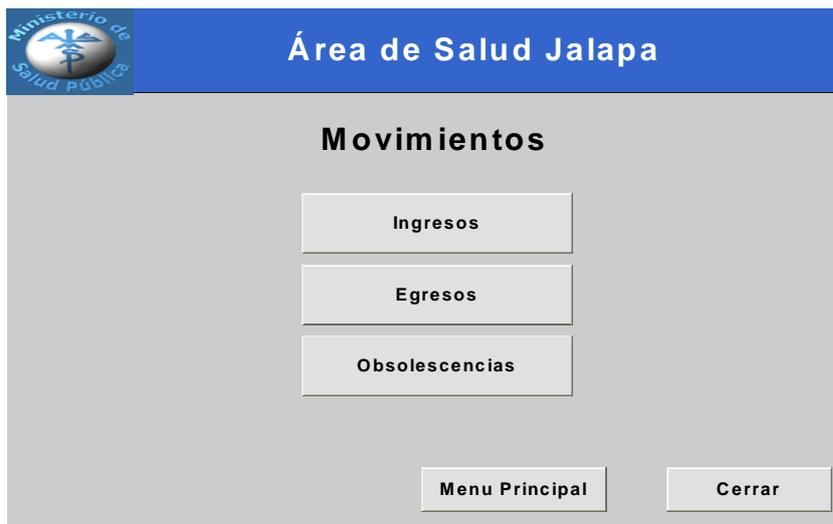 Ministerio de
Salud Pública
Área de Salud Jalapa
Movimientos
Ingresos
Egresos
Obsolescencias
Menu Principal
Cerrar